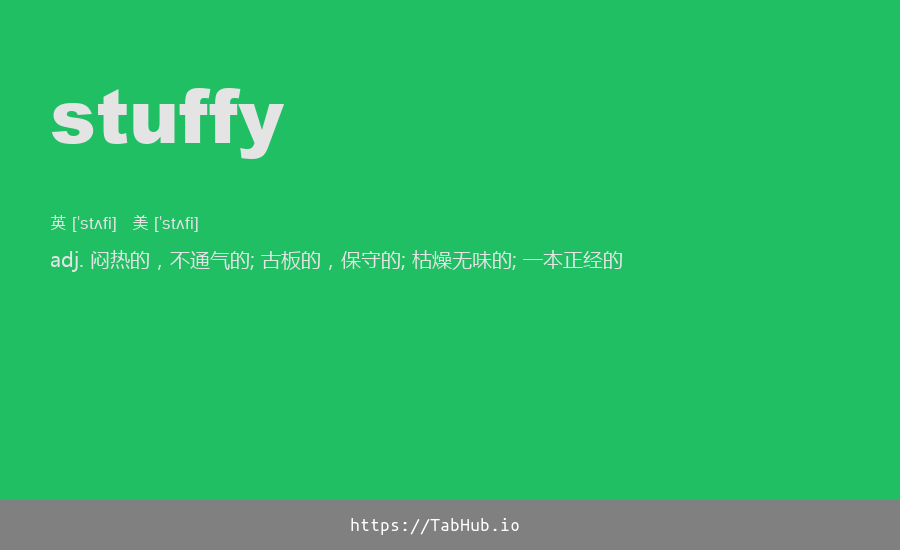 stuffy
英 [ˈstʌfi] 美 [ˈstʌfi]
adj. 闷热的，不通气的; 古板的，保守的; 枯燥无味的; 一本正经的
https://TabHub.io